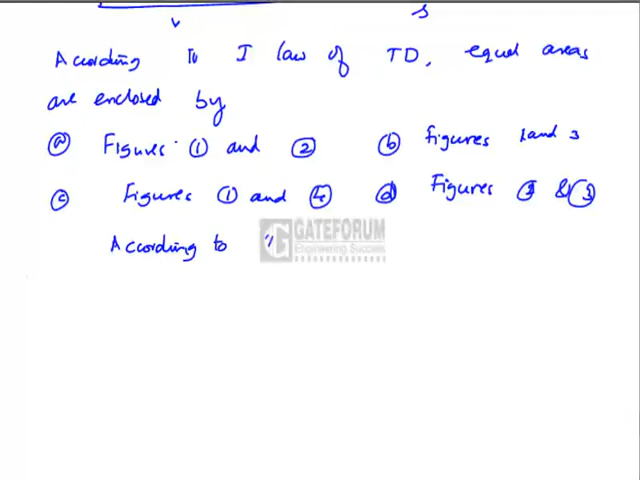 v s
According to I law of TD, equal areas
are enclosed by
(a) Figures (1) and (2) (b) figures 1 and 3
(c) Figures (1) and (4) (d) Figures & (3)
According to
GATEFORUM
Engineering Success